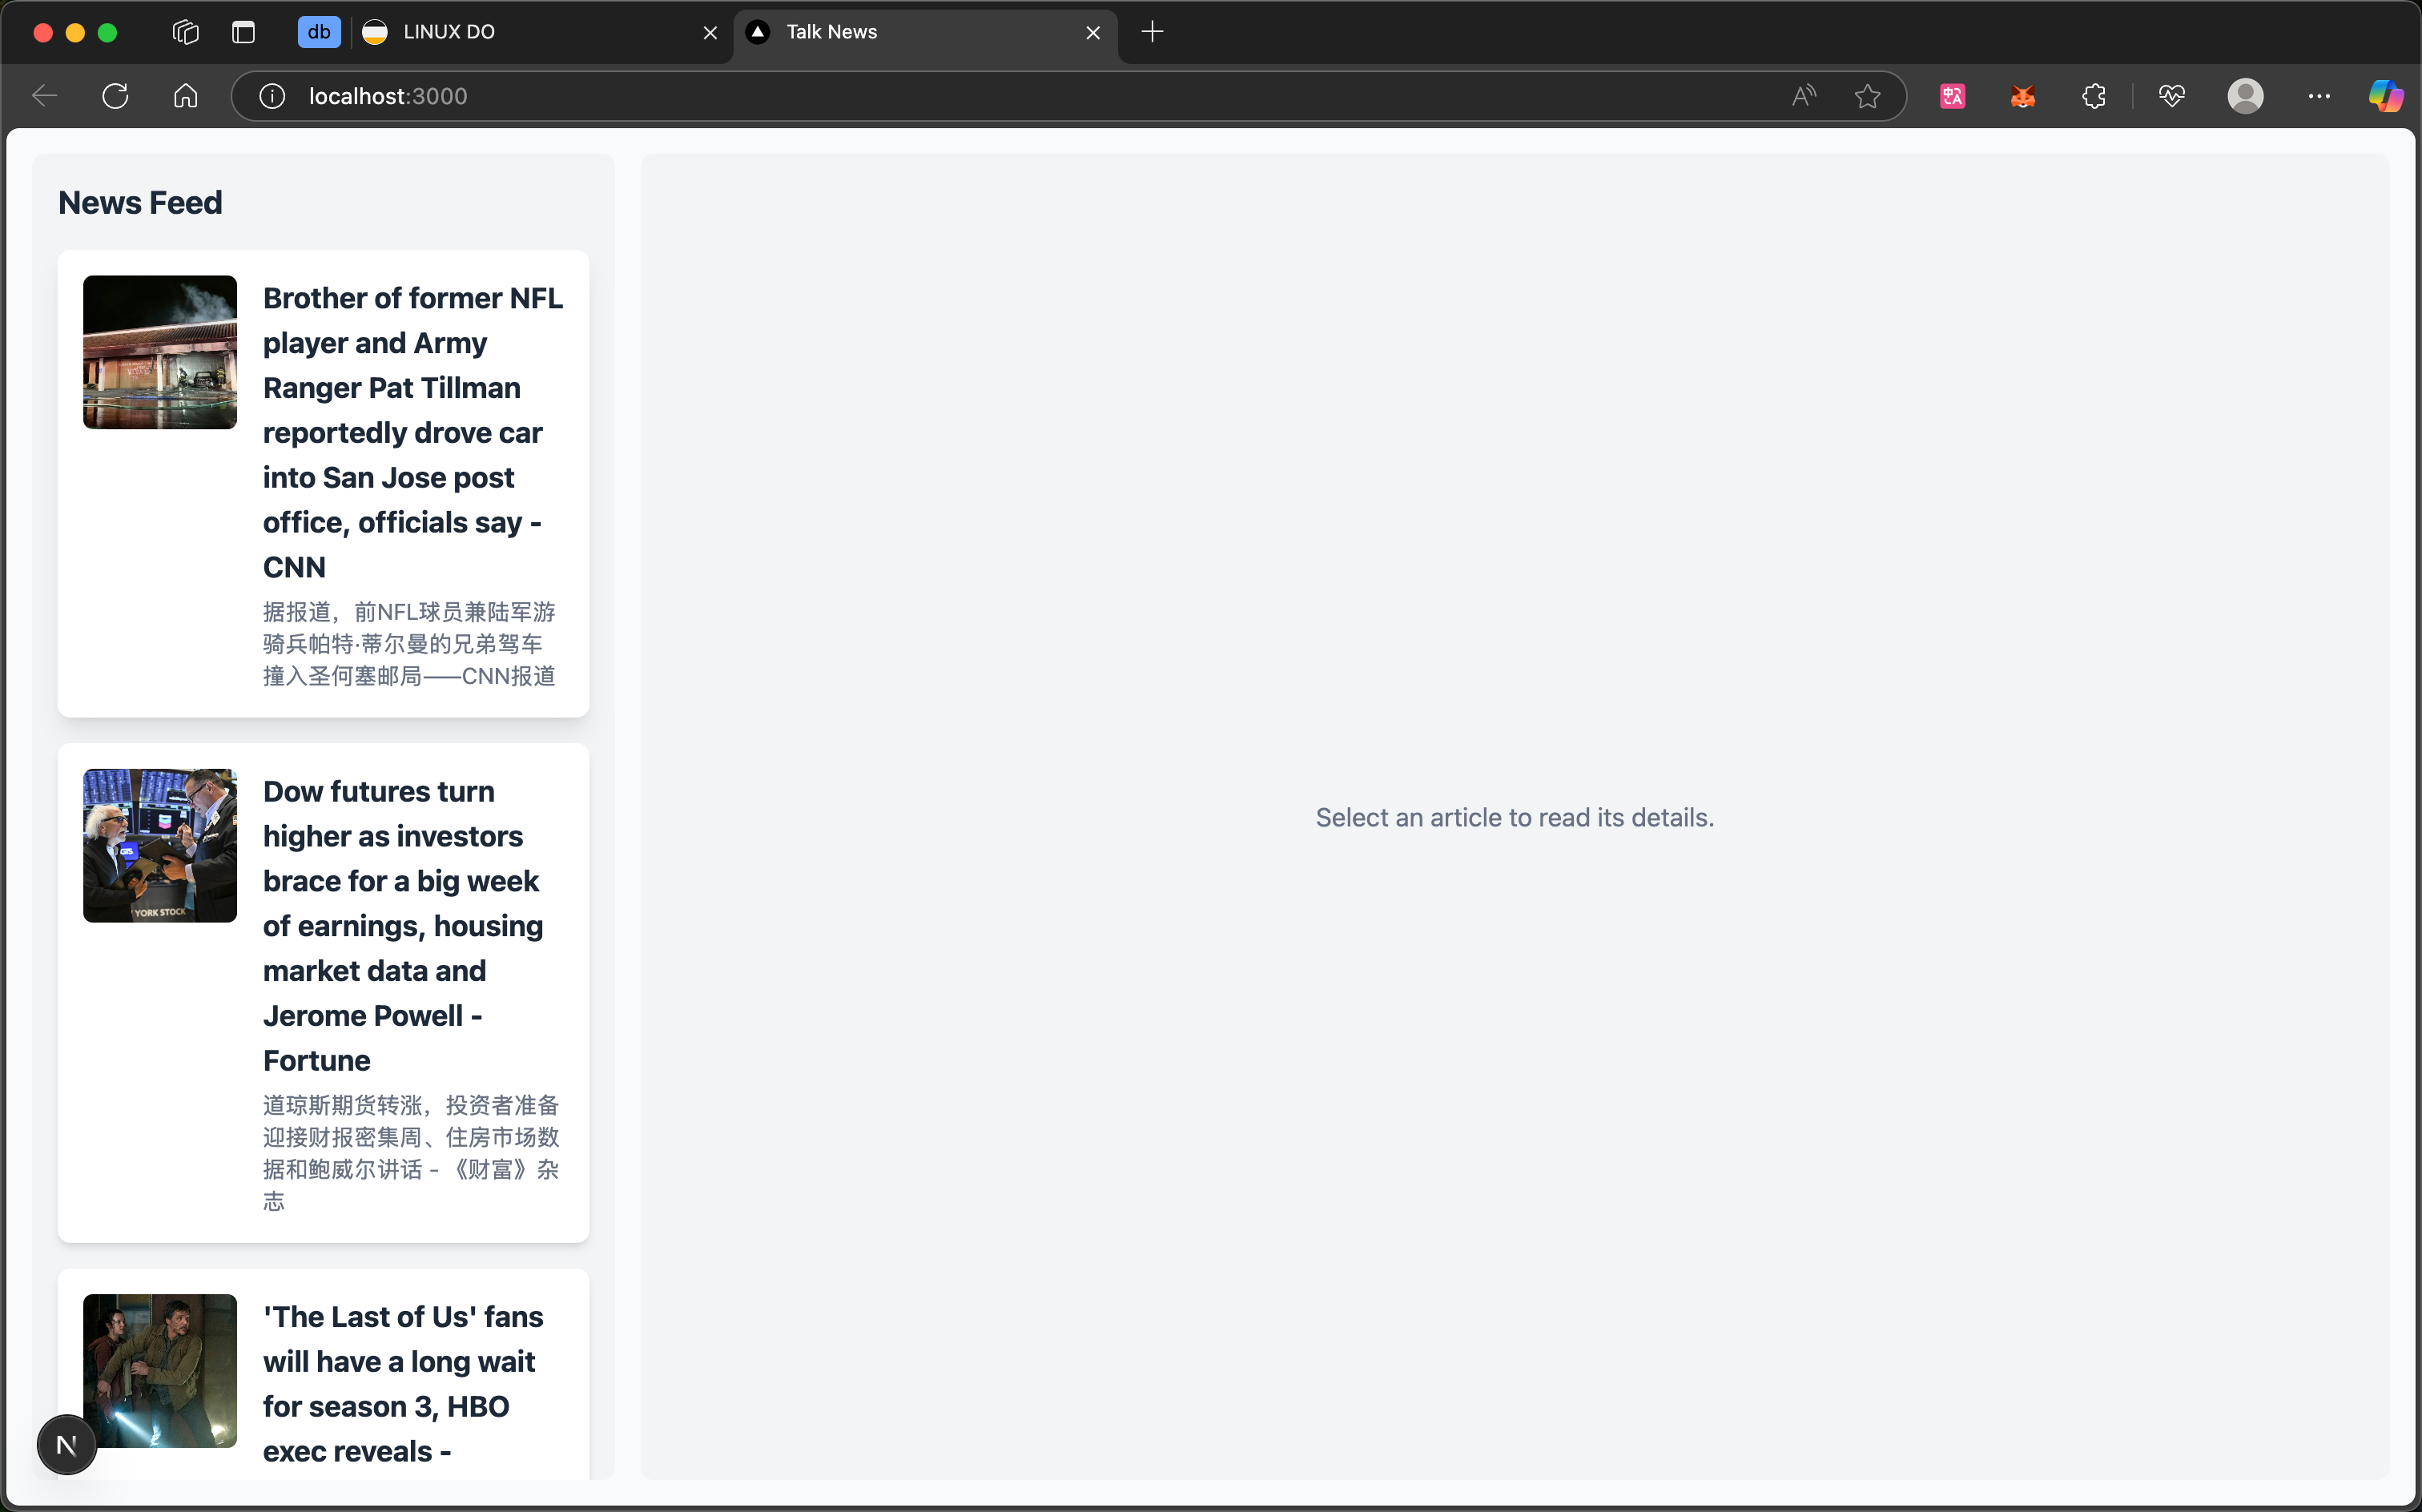 db
LINUX DO
Talk News
localhost:3000
News Feed
Brother of former NFL
player and Army
Ranger Pat Tillman
reportedly drove car
into San Jose post
office, officials say -
CNN
据报道，前NFL球员兼陆军游
骑兵帕特·蒂尔曼的兄弟驾车
撞入圣何塞邮局——CNN报道
GTS
YORK STOCK
Dow futures turn
higher as investors
brace for a big week
of earnings, housing
market data and
Jerome Powell -
Fortune
道琼斯期货转涨，投资者准备
迎接财报密集周、住房市场数
据和鲍威尔讲话 - 《财富》杂
志
'The Last of Us' fans
will have a long wait
for season 3, HBO
exec reveals -
N
Select an article to read its details.